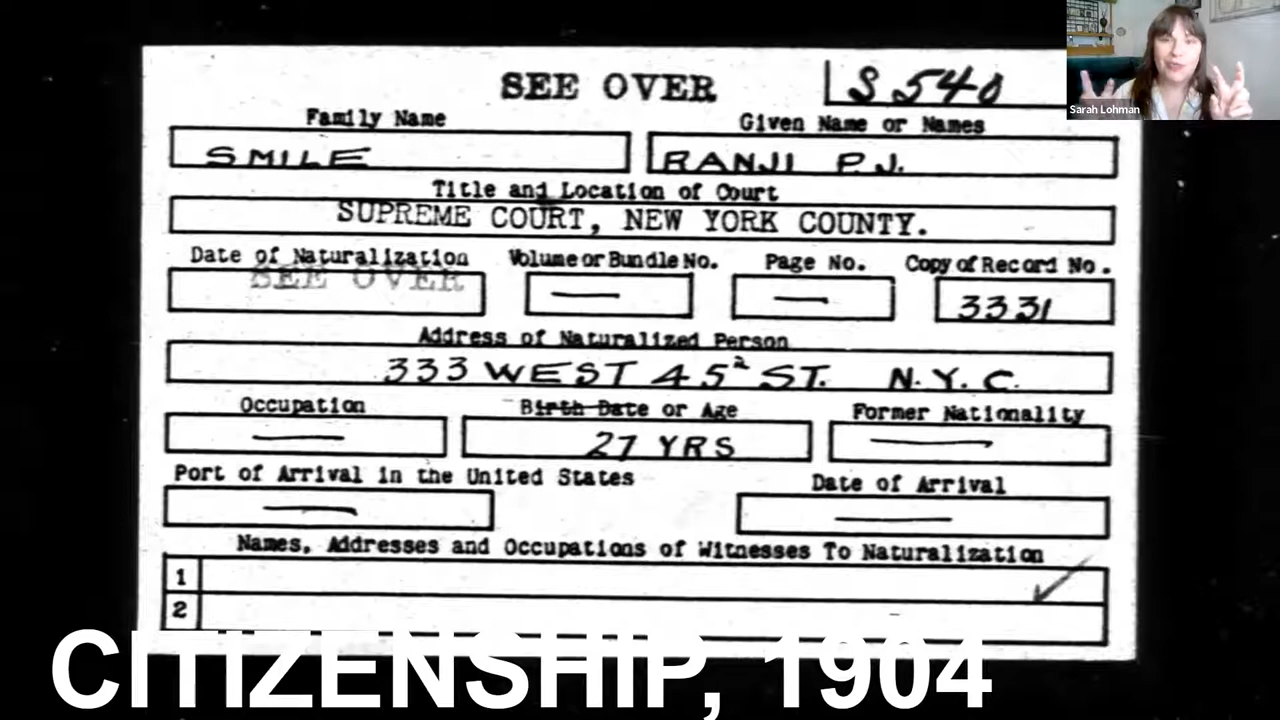 SEE OVER
S 540
Sarah Lohman
Family Name
Given Name or Names
SMILE
RANJI P.J.
Title and Location of Court
SUPREME COURT, NEW YORK COUNTY.
Date of Naturalization
Volume or Bundle No.
Page No.
Copy of Record No.
SEE OVER
—
—
3331
Address of Naturalized Person
333 WEST 45ᵃ ST. N.Y.C.
Occupation
Birth Date or Age
Former Nationality
—
27 YRS
—
Port of Arrival in the United States
Date of Arrival
—
—
Names, Addresses and Occupations of Witnesses To Naturalization
1
2
CITIZENSHIP, 1904